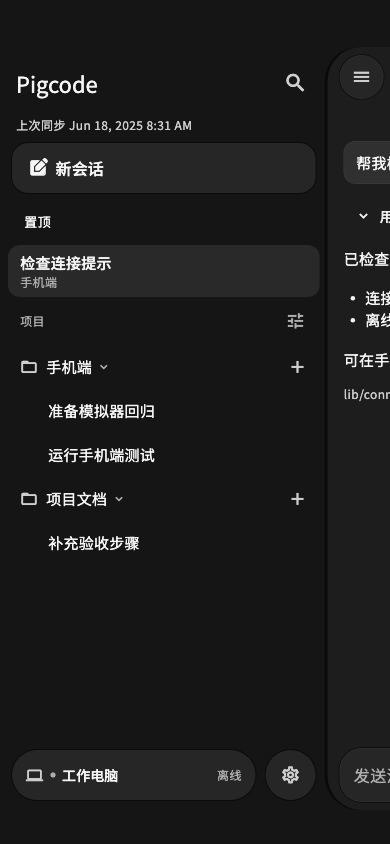 Pigcode
上次同步 Jun 18, 2025 8:31 AM
新会话
置顶
检查连接提示
手机端
项目
手机端
准备模拟器回归
运行手机端测试
项目文档
补充验收步骤
工作电脑
离线
帮我
用
已检查
• 连接
• 离线
可在手
lib/conn
发送